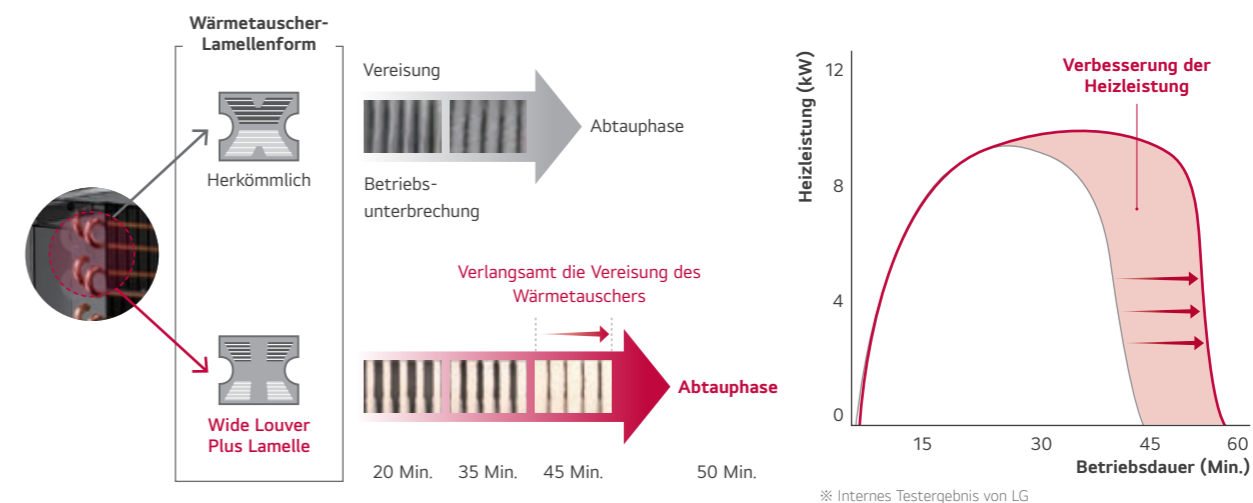 Wärmetauscher-
Lamellenform
Herkömmlich
Wide Louver
Plus Lamelle
Vereisung
Abtauphase
Betriebs-
unterbrechung
Verlangsamt die Vereisung des
Wärmetauschers
Abtauphase
20 Min.
35 Min.
45 Min.
50 Min.
Heizleistung (kW)
12
8
4
0
Verbesserung der
Heizleistung
15
30
45
60
Betriebsdauer (Min.)
※ Internes Testergebnis von LG